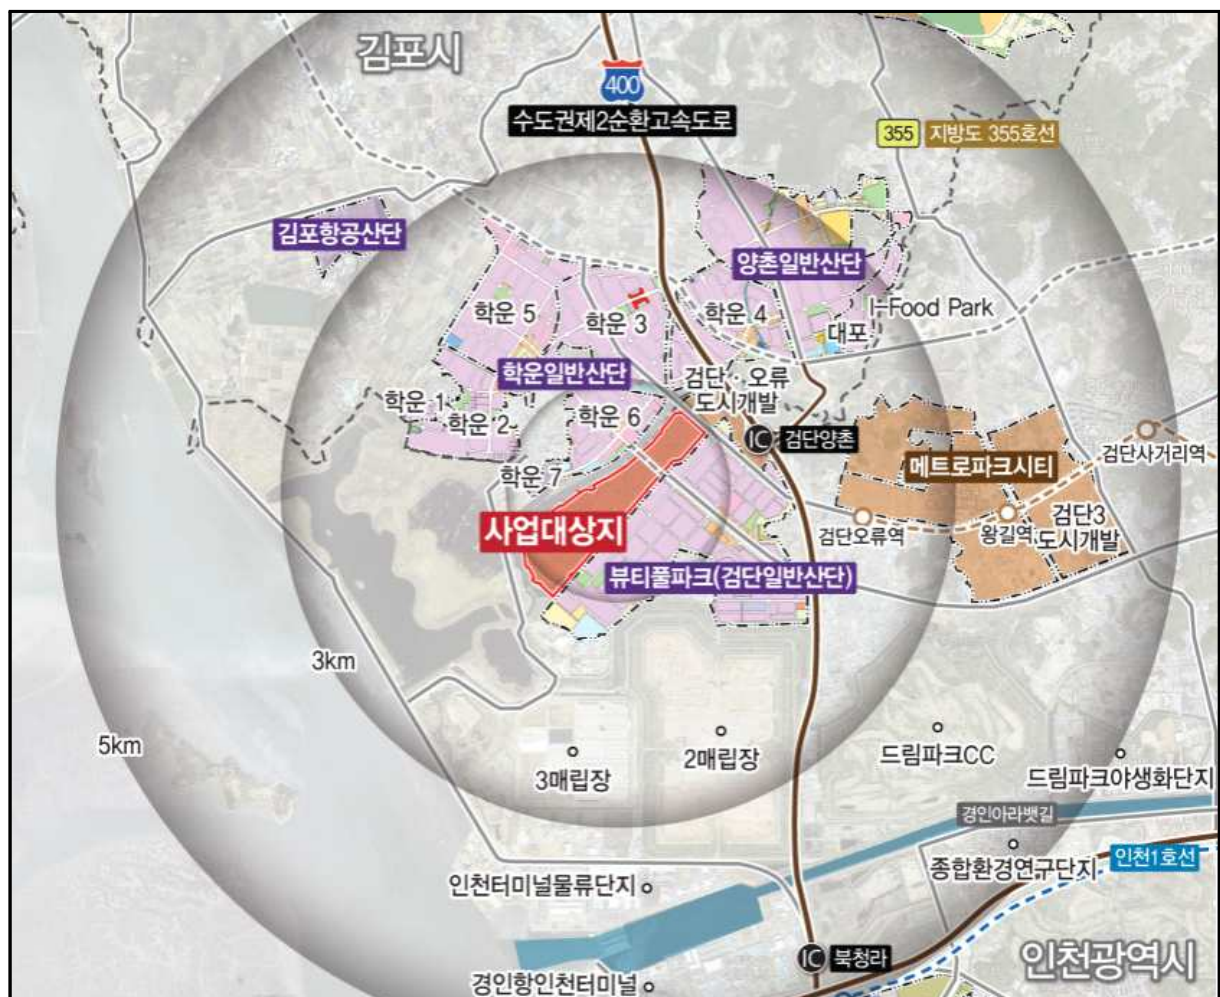 김포시
400
수도권제2순환고속도로
355 지방도 355호선
김포항공산단
양촌일반산단
학운 5
학운 3
학운 4
I-Food Park
대포
학운일반산단
검단·오류
도시개발
학운 1
학운 2
학운 6
IC 검단양촌
메트로파크시티
검단사거리역
학운 7
사업대상지
검단오류역
왕길역
검단3
도시개발
뷰티풀파크(검단일반산단)
3km
5km
3매립장
2매립장
드림파크CC
드림파크야생화단지
경인아라뱃길
종합환경연구단지
인천1호선
인천터미널물류단지
IC 북청라
인천광역시
경인항인천터미널